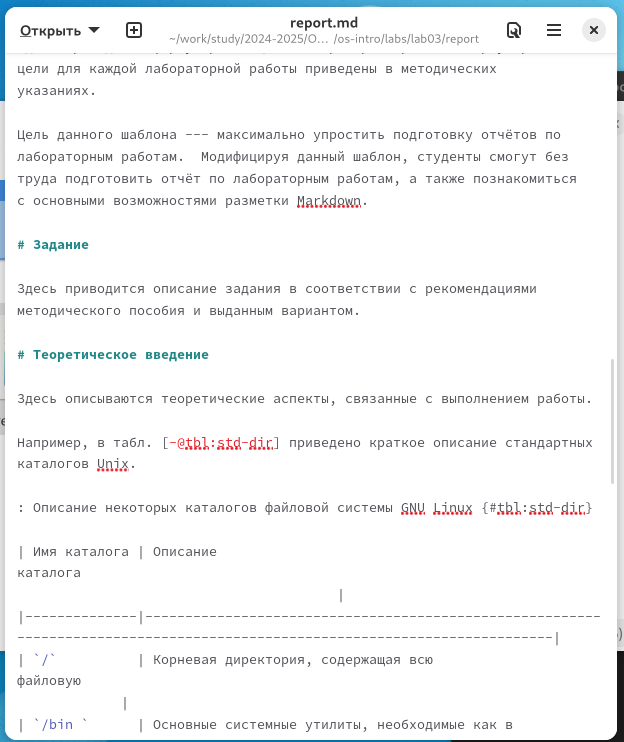 Открыть
report.md
~/work/study/2024-2025/О… /os-intro/labs/lab03/report
цели для каждой лабораторной работы приведены в методических
указаниях.
Цель данного шаблона --- максимально упростить подготовку отчётов по
лабораторным работам.  Модифицируя данный шаблон, студенты смогут без
труда подготовить отчёт по лабораторным работам, а также познакомиться
с основными возможностями разметки Markdown.
# Задание
Здесь приводится описание задания в соответствии с рекомендациями
методического пособия и выданным вариантом.
# Теоретическое введение
Здесь описываются теоретические аспекты, связанные с выполнением работы.
Например, в табл. [-@tbl:std-dir] приведено краткое описание стандартных
каталогов Unix.
: Описание некоторых каталогов файловой системы GNU Linux {#tbl:std-dir}
| Имя каталога | Описание
каталога
|
|--------------|---------------------------------------------------------
-------------------------------------------------------------------|
| `/`          | Корневая директория, содержащая всю
файловую
|
| `/bin `      | Основные системные утилиты, необходимые как в